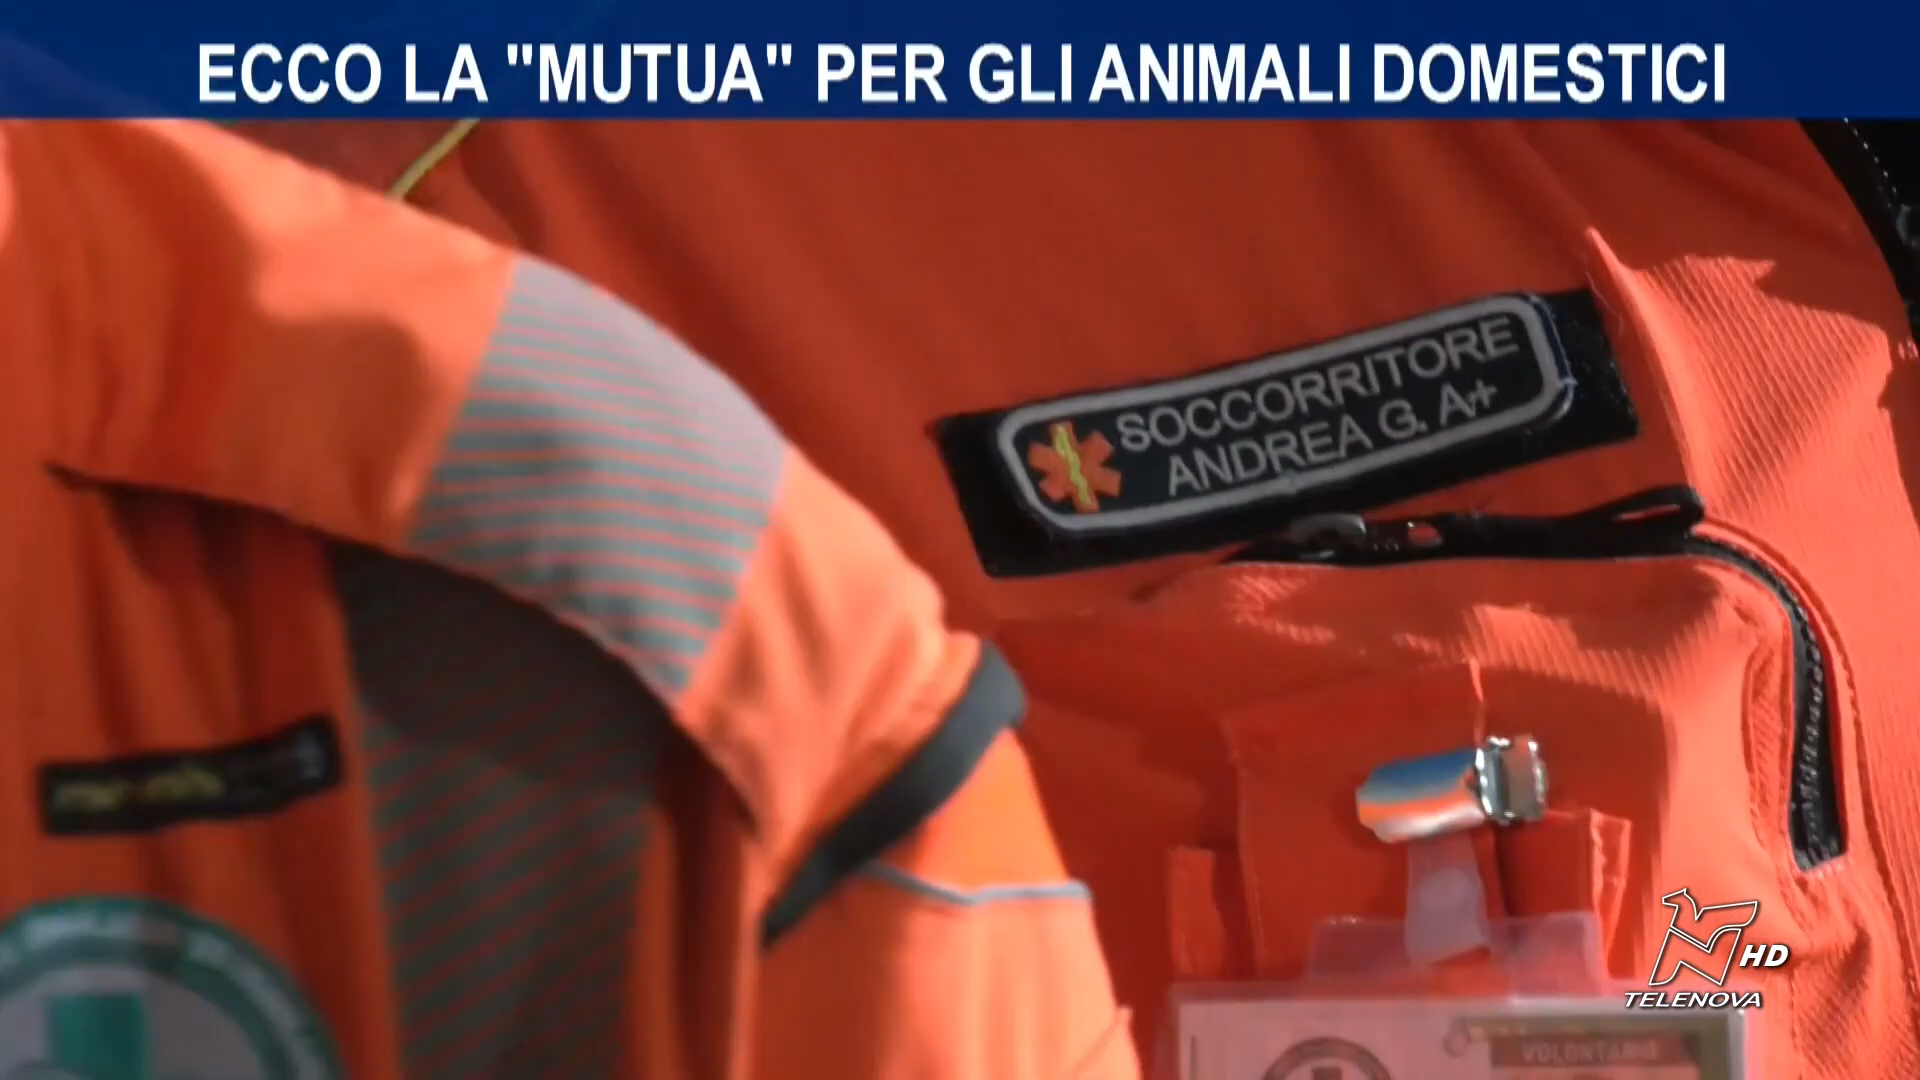 ECCO LA "MUTUA" PER GLI ANIMALI DOMESTICI
SOCCORRITORE
ANDREA G. A+
HD
TELENOVA
VOLONTARIO